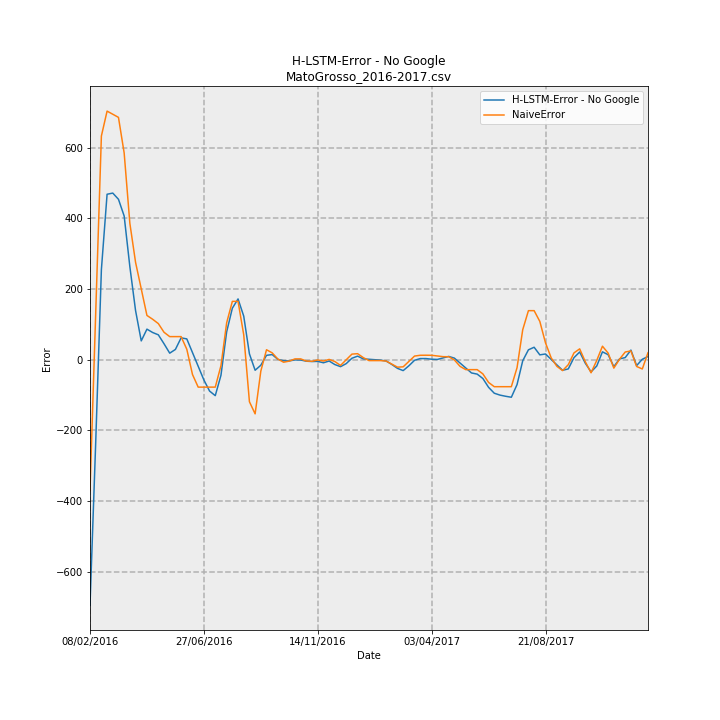 H-LSTM-Error - No Google
MatoGrosso_2016-2017.csv
H-LSTM-Error - No Google
NaiveError
600
400
200
0
−200
−400
−600
Error
08/02/2016
27/06/2016
14/11/2016
03/04/2017
21/08/2017
Date